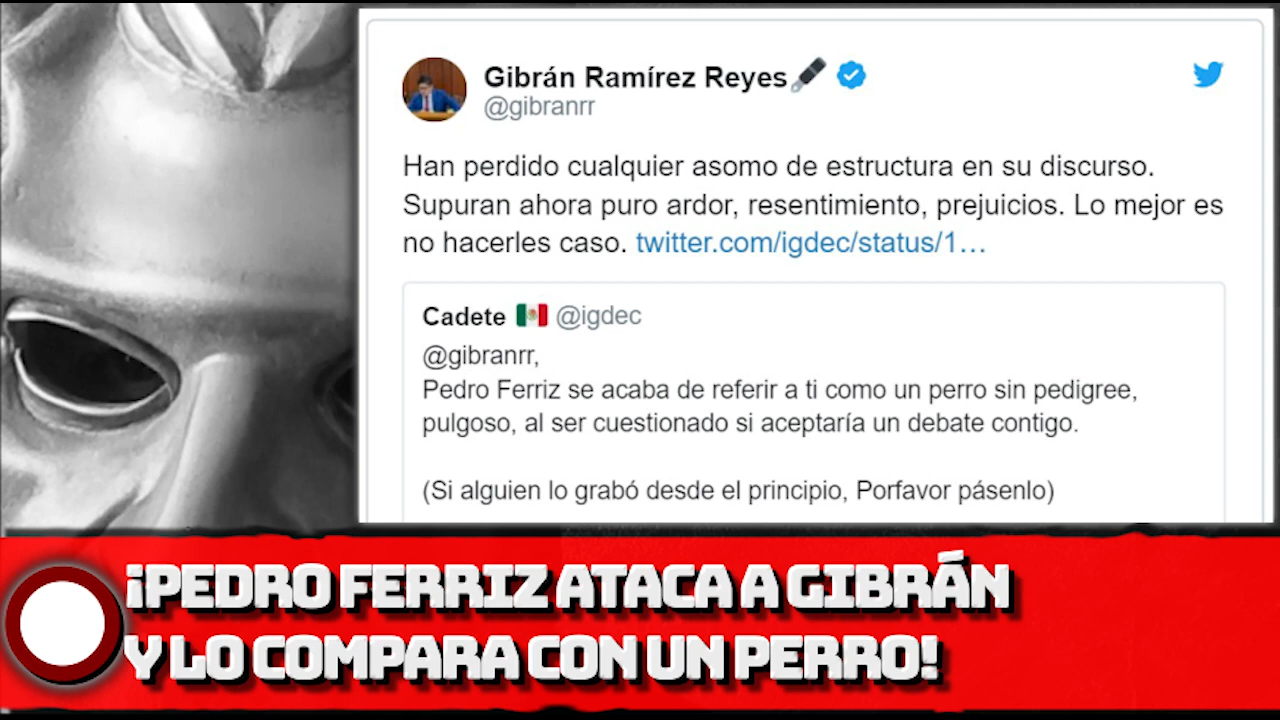 Gibrán Ramírez Reyes
@gibranrr
Han perdido cualquier asomo de estructura en su discurso.
Supuran ahora puro ardor, resentimiento, prejuicios. Lo mejor es
no hacerles caso. twitter.com/igdec/status/1…
Cadete @igdec
@gibranrr,
Pedro Ferriz se acaba de referir a ti como un perro sin pedigree,
pulgoso, al ser cuestionado si aceptaría un debate contigo.
(Si alguien lo grabó desde el principio, Porfavor pásenlo)
¡PEDRO FERRIZ ATACA A GIBRÁN
Y LO COMPARA CON UN PERRO!